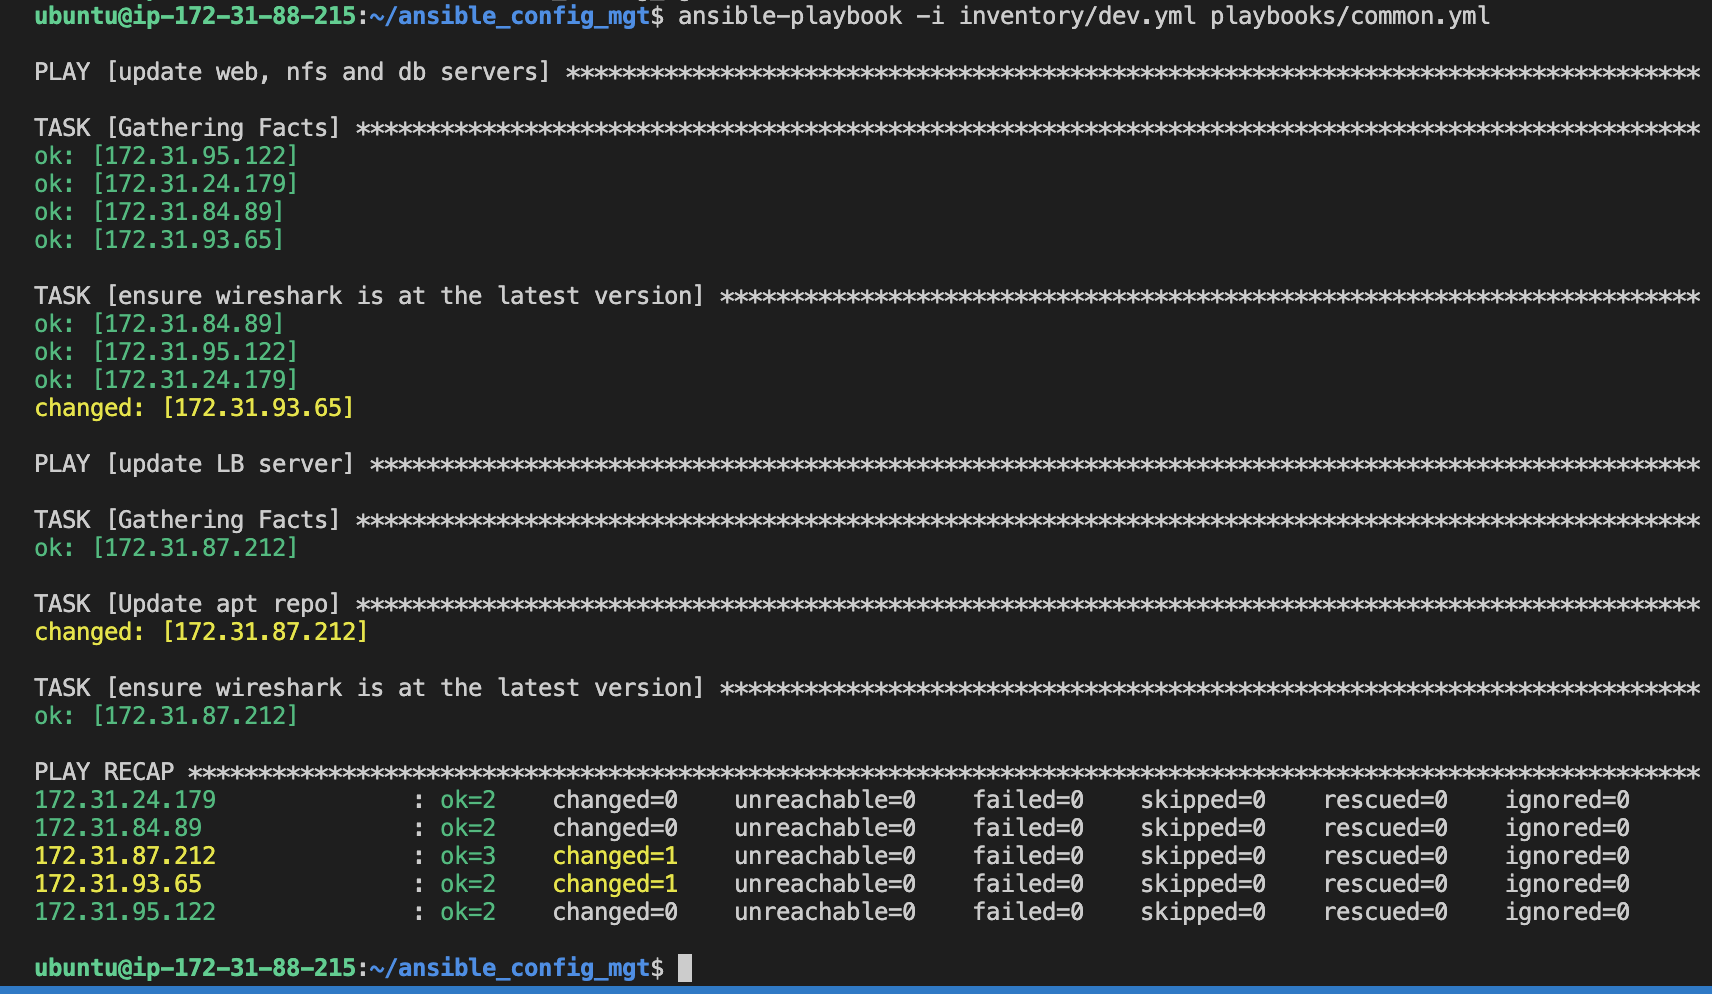 ubuntu@ip-172-31-88-215:~/ansible_config_mgt$ ansible-playbook -i inventory/dev.yml playbooks/common.yml
PLAY [update web, nfs and db servers] *********************************************************************************
TASK [Gathering Facts] ************************************************************************************************
ok: [172.31.95.122]
ok: [172.31.24.179]
ok: [172.31.84.89]
ok: [172.31.93.65]
TASK [ensure wireshark is at the latest version] **********************************************************************
ok: [172.31.84.89]
ok: [172.31.95.122]
ok: [172.31.24.179]
changed: [172.31.93.65]
PLAY [update LB server] ***********************************************************************************************
TASK [Gathering Facts] ************************************************************************************************
ok: [172.31.87.212]
TASK [Update apt repo] ************************************************************************************************
changed: [172.31.87.212]
TASK [ensure wireshark is at the latest version] **********************************************************************
ok: [172.31.87.212]
PLAY RECAP ************************************************************************************************************
172.31.24.179              : ok=2    changed=0    unreachable=0    failed=0    skipped=0    rescued=0    ignored=0
172.31.84.89               : ok=2    changed=0    unreachable=0    failed=0    skipped=0    rescued=0    ignored=0
172.31.87.212              : ok=3    changed=1    unreachable=0    failed=0    skipped=0    rescued=0    ignored=0
172.31.93.65               : ok=2    changed=1    unreachable=0    failed=0    skipped=0    rescued=0    ignored=0
172.31.95.122              : ok=2    changed=0    unreachable=0    failed=0    skipped=0    rescued=0    ignored=0
ubuntu@ip-172-31-88-215:~/ansible_config_mgt$